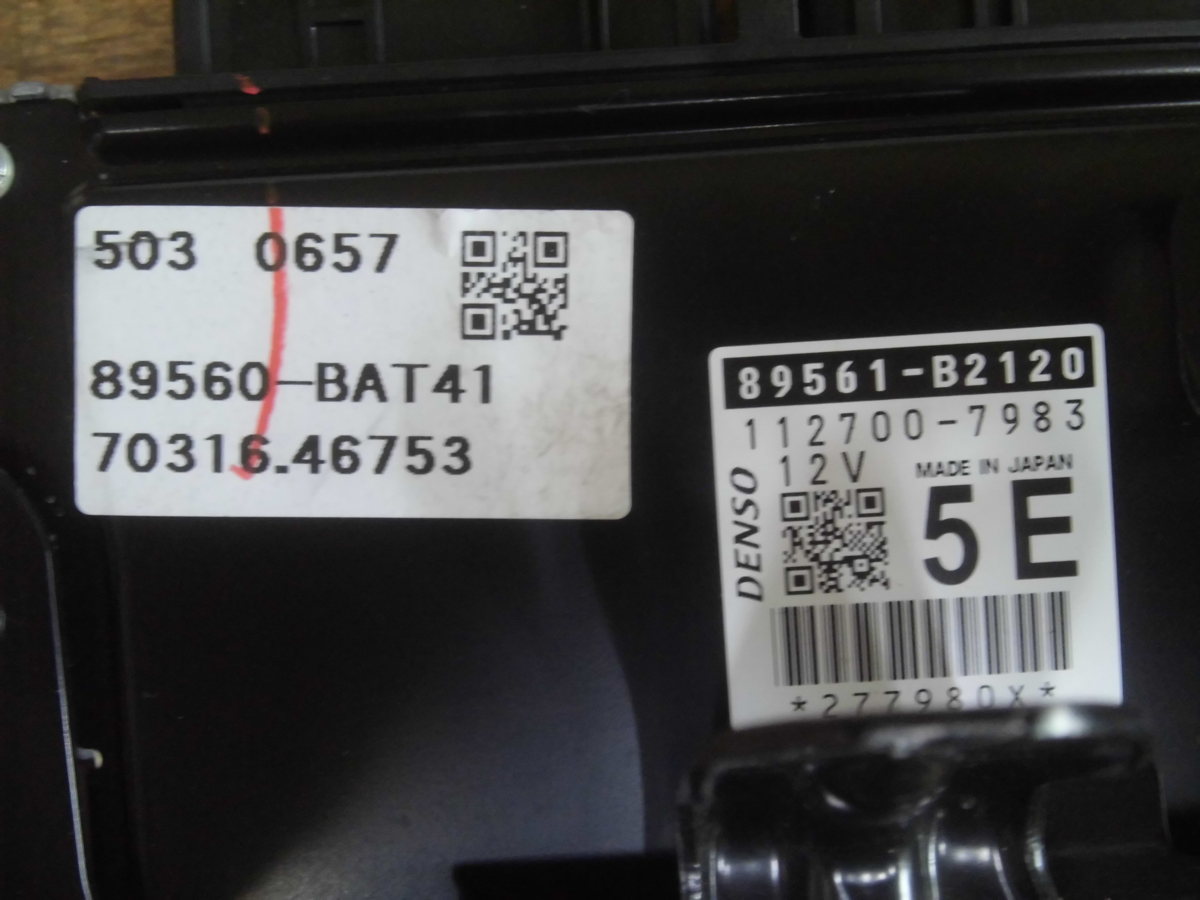 503 0657
89560-BAT41
70316.46753
89561-B2120
112700-7983
12V
MADE IN JAPAN
DENSO
5E
*277980X*